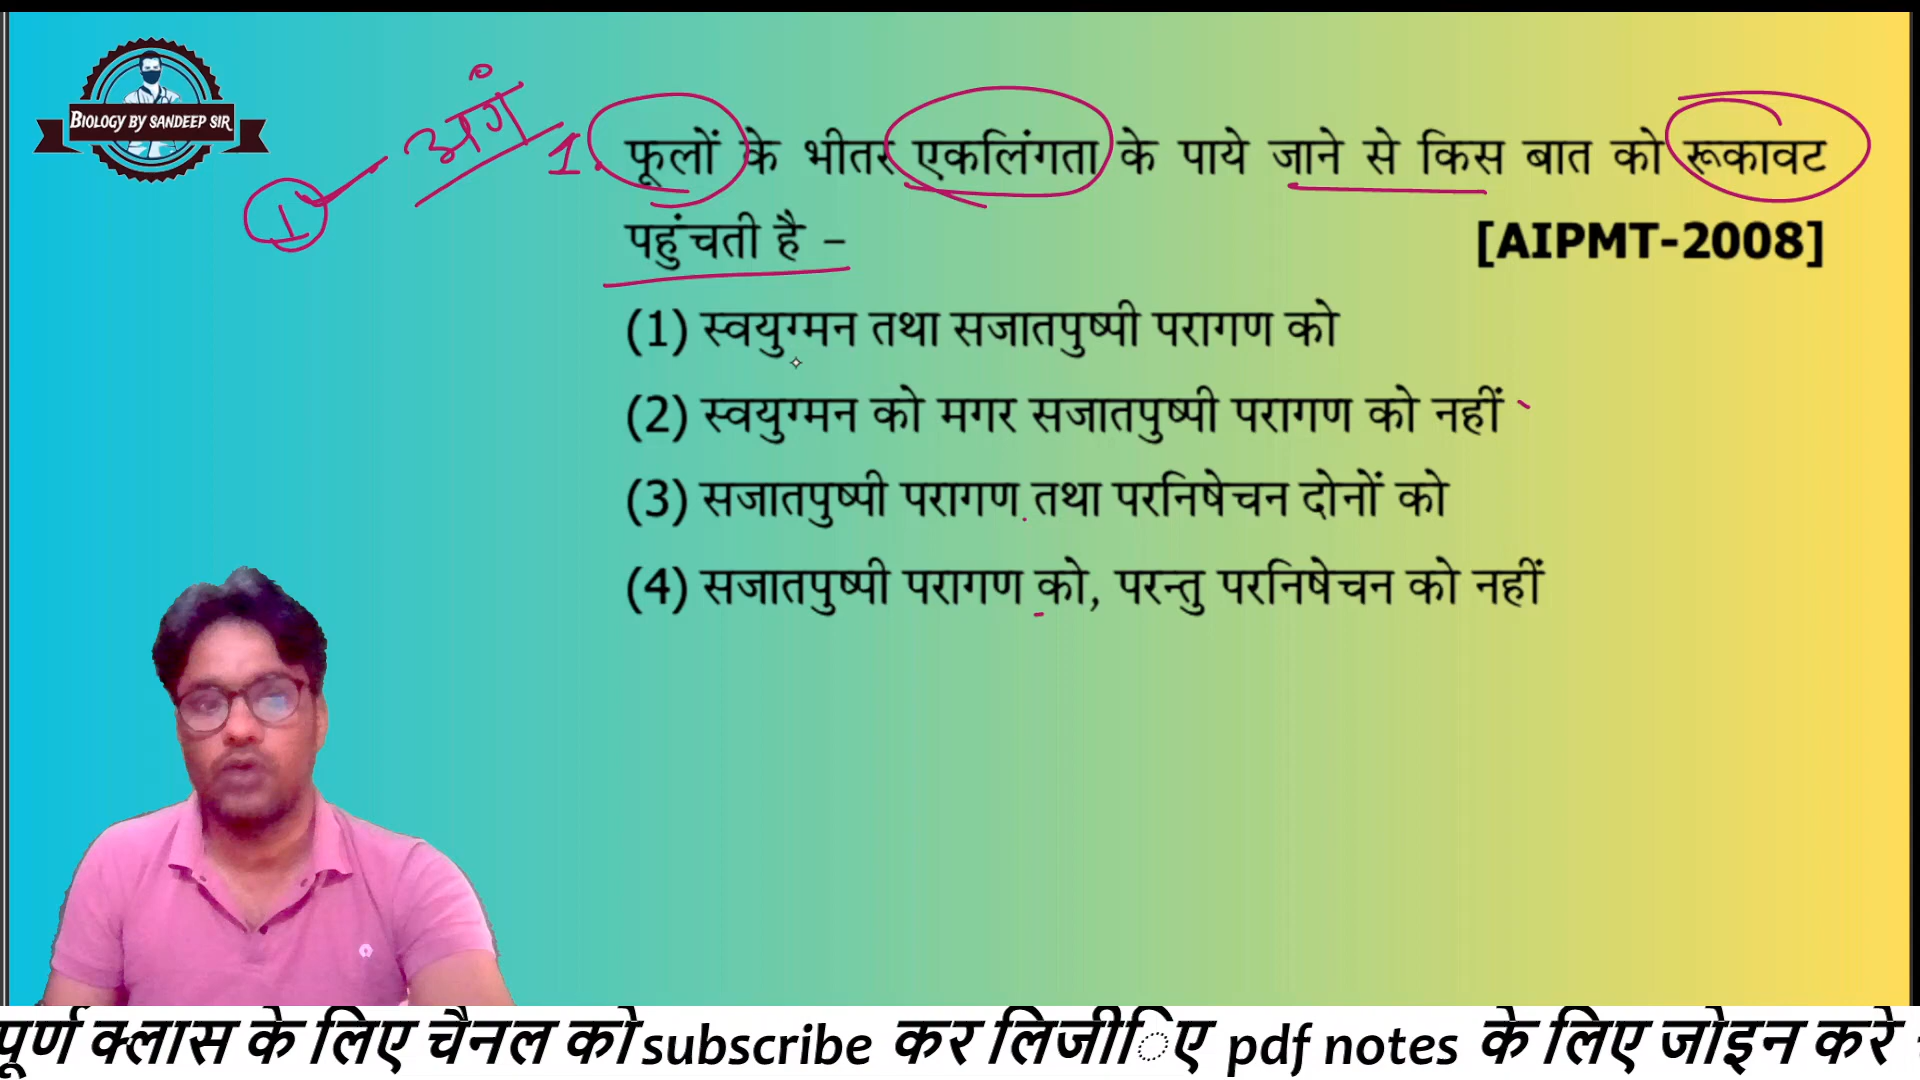 BIOLOGY BY SANDEEP SIR
1 अगं
1. फूलों के भीतर एकलिंगता के पाये जाने से किस बात को रूकावट
पहुंचती है – [AIPMT-2008]
(1) स्वयुग्मन तथा सजातपुष्पी परागण को
(2) स्वयुग्मन को मगर सजातपुष्पी परागण को नहीं
(3) सजातपुष्पी परागण तथा परनिषेचन दोनों को
(4) सजातपुष्पी परागण को, परन्तु परनिषेचन को नहीं
पूर्ण क्लास के लिए चैनल को subscribe कर लिजीिए pdf notes के लिए जोइन करे